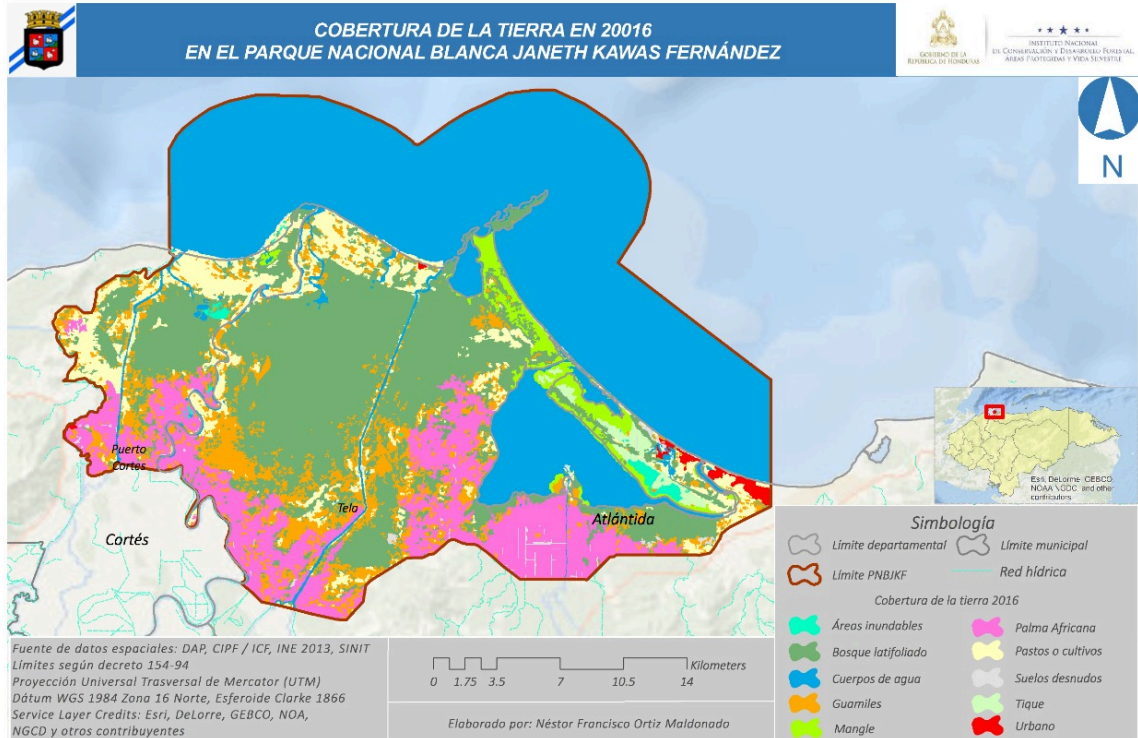 COBERTURA DE LA TIERRA EN 20016
EN EL PARQUE NACIONAL BLANCA JANETH KAWAS FERNÁNDEZ
GOBIERNO DE LA
REPÚBLICA DE HONDURAS
INSTITUTO NACIONAL
DE CONSERVACIÓN Y DESARROLLO FORESTAL,
ÁREAS PROTEGIDAS Y VIDA SILVESTRE
N
Puerto
Cortes
Tela
Cortés
Atlántida
Esri, DeLorme, GEBCO,
NOAA NGDC, and other
contributors
Simbología
Límite departamental
Límite municipal
Límite PNBJKF
Red hídrica
Cobertura de la tierra 2016
Áreas inundables
Palma Africana
Bosque latifoliado
Pastos o cultivos
Cuerpos de agua
Suelos desnudos
Guamiles
Tique
Mangle
Urbano
Fuente de datos espaciales: DAP, CIPF / ICF, INE 2013, SINIT
Límites según decreto 154-94
Proyección Universal Trasversal de Mercator (UTM)
Dátum WGS 1984 Zona 16 Norte, Esferoide Clarke 1866
Service Layer Credits: Esri, DeLorre, GEBCO, NOA,
NGCD y otros contribuyentes
Kilometers
0 1.75 3.5 7 10.5 14
Elaborado por: Néstor Francisco Ortiz Maldonado